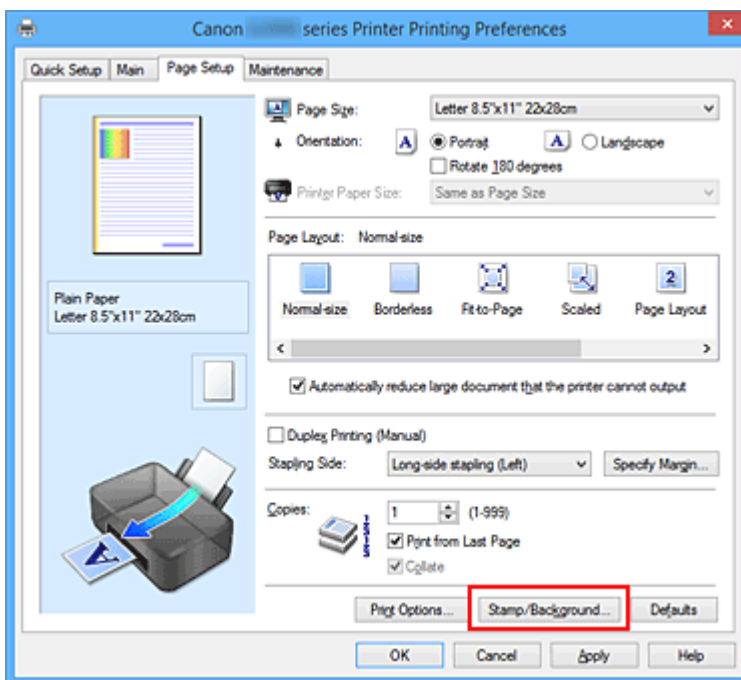 Canon series Printer Printing Preferences
Quick Setup Main Page Setup Maintenance
Page Size: Letter 8.5"x11" 22x28cm
Orientation: A Portrait A Landscape
Rotate 180 degrees
Printer Paper Size: Same as Page Size
Page Layout: Normal-size
2
Normal-size Borderless Fit-to-Page Scaled Page Layout
Plain Paper
Letter 8.5"x11" 22x28cm
Automatically reduce large document that the printer cannot output
Duplex Printing (Manual)
Stapling Side: Long-side stapling (Left) Specify Margin...
Copies: 1 (1-999)
Print from Last Page
Collate
A
Print Options... Stamp/Background... Defaults
OK Cancel Apply Help